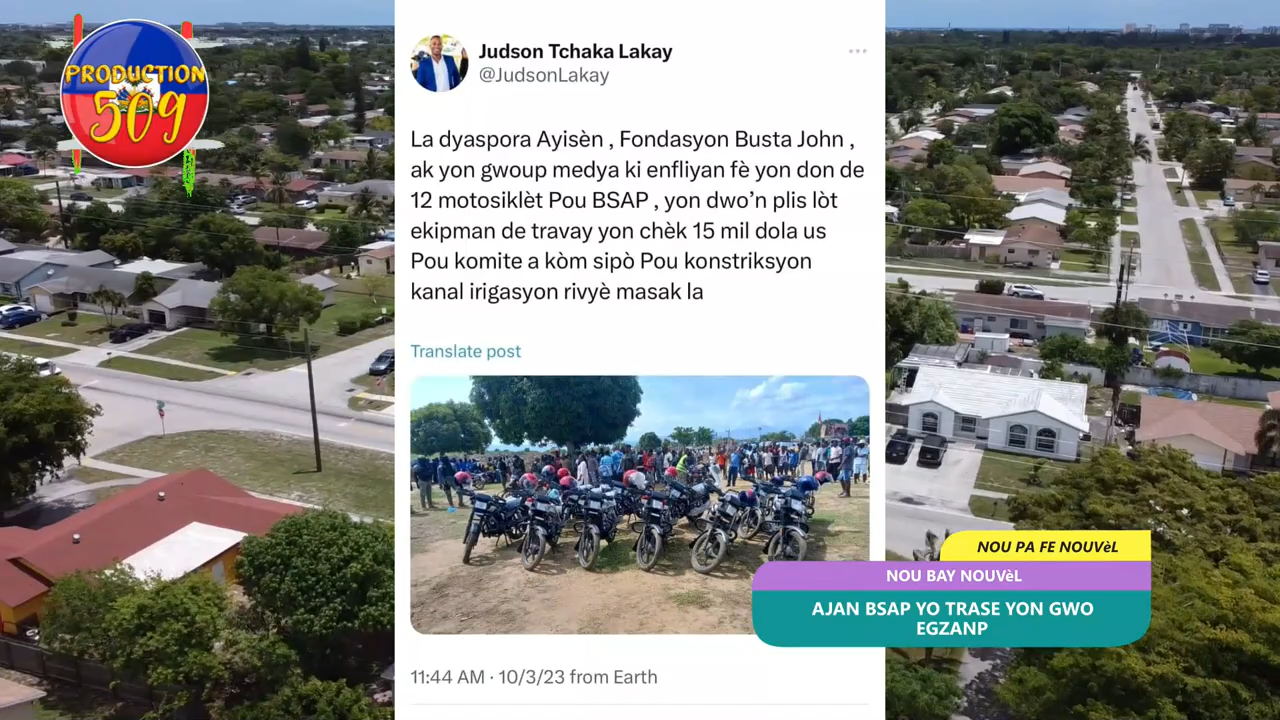 PRODUCTION
509
Judson Tchaka Lakay
@JudsonLakay
La dyaspora Ayisèn , Fondasyon Busta John ,
ak yon gwoup medya ki enfliyan fè yon don de
12 motosiklèt Pou BSAP , yon dwo’n plis lòt
ekipman de travay yon chèk 15 mil dola us
Pou komite a kòm sipò Pou konstriksyon
kanal irigasyon rivyè masak la
Translate post
11:44 AM · 10/3/23 from Earth
NOU PA FE NOUVèL
NOU BAY NOUVèL
AJAN BSAP YO TRASE YON GWO
EGZANP